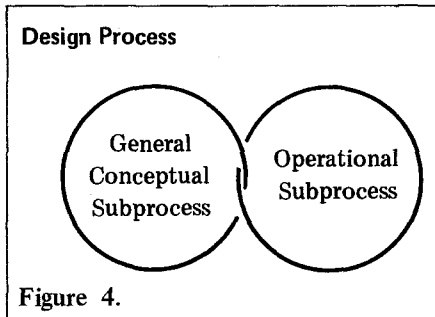 Design Process
General
Conceptual
Subprocess
Operational
Subprocess
Figure 4.